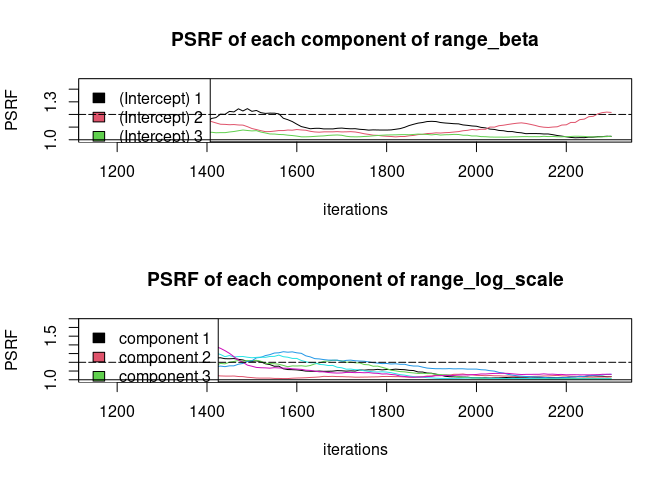 PSRF of each component of range_beta
PSRF
1.0 1.3
(Intercept) 1
(Intercept) 2
(Intercept) 3
1200 1400 1600 1800 2000 2200
iterations
PSRF of each component of range_log_scale
PSRF
1.0 1.5
component 1
component 2
component 3
1200 1400 1600 1800 2000 2200
iterations